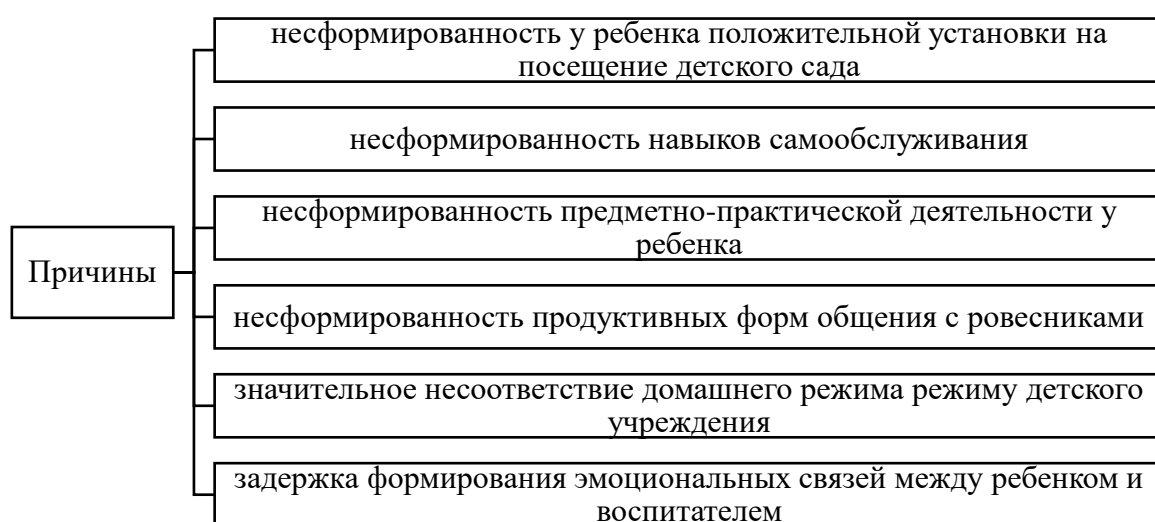 несформированность у ребенка положительной установки на
посещение детского сада
несформированность навыков самообслуживания
несформированность предметно-практической деятельности у
ребенка
Причины
несформированность продуктивных форм общения с ровесниками
значительное несоответствие домашнего режима режиму детского
учреждения
задержка формирования эмоциональных связей между ребенком и
воспитателем